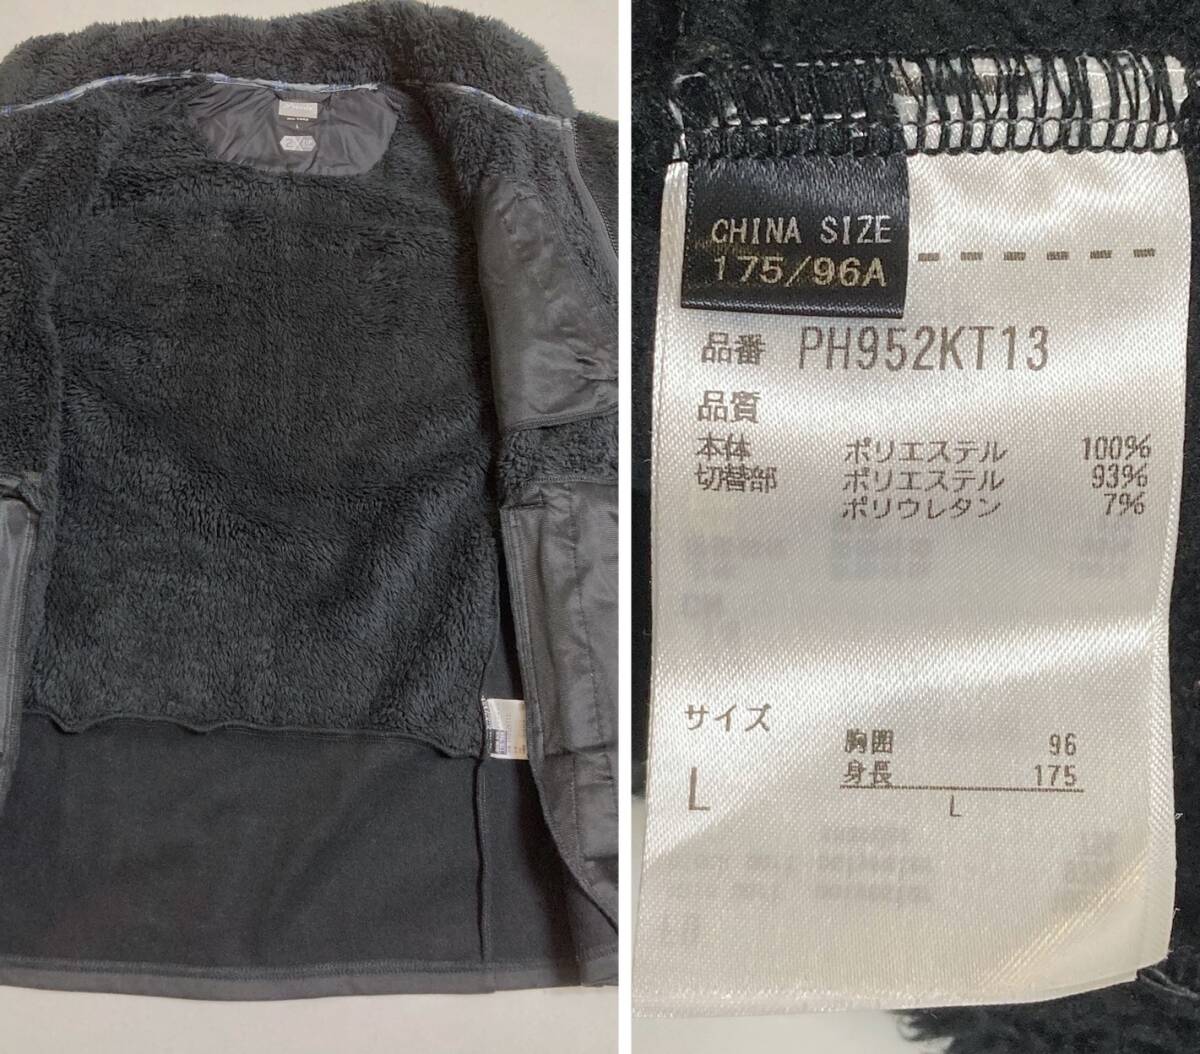 L
CHINA SIZE
175/96A
品番 PH952KT13
品質
本体 ポリエステル 100%
切替部 ポリエステル 93%
ポリウレタン 7%
サイズ
L
胸囲 96
身長 175
L